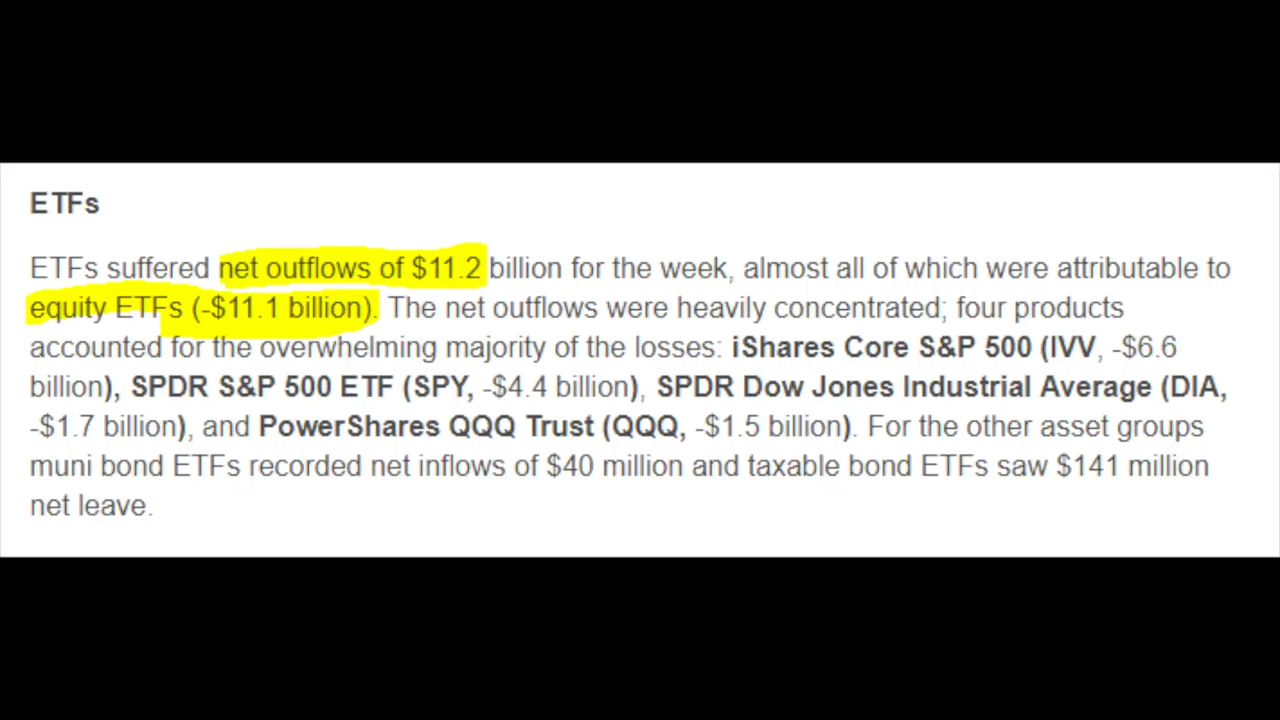 ETFs
ETFs suffered net outflows of $11.2 billion for the week, almost all of which were attributable to
equity ETFs (-$11.1 billion). The net outflows were heavily concentrated; four products
accounted for the overwhelming majority of the losses: iShares Core S&P 500 (IVV, -$6.6
billion), SPDR S&P 500 ETF (SPY, -$4.4 billion), SPDR Dow Jones Industrial Average (DIA,
-$1.7 billion), and PowerShares QQQ Trust (QQQ, -$1.5 billion). For the other asset groups
muni bond ETFs recorded net inflows of $40 million and taxable bond ETFs saw $141 million
net leave.